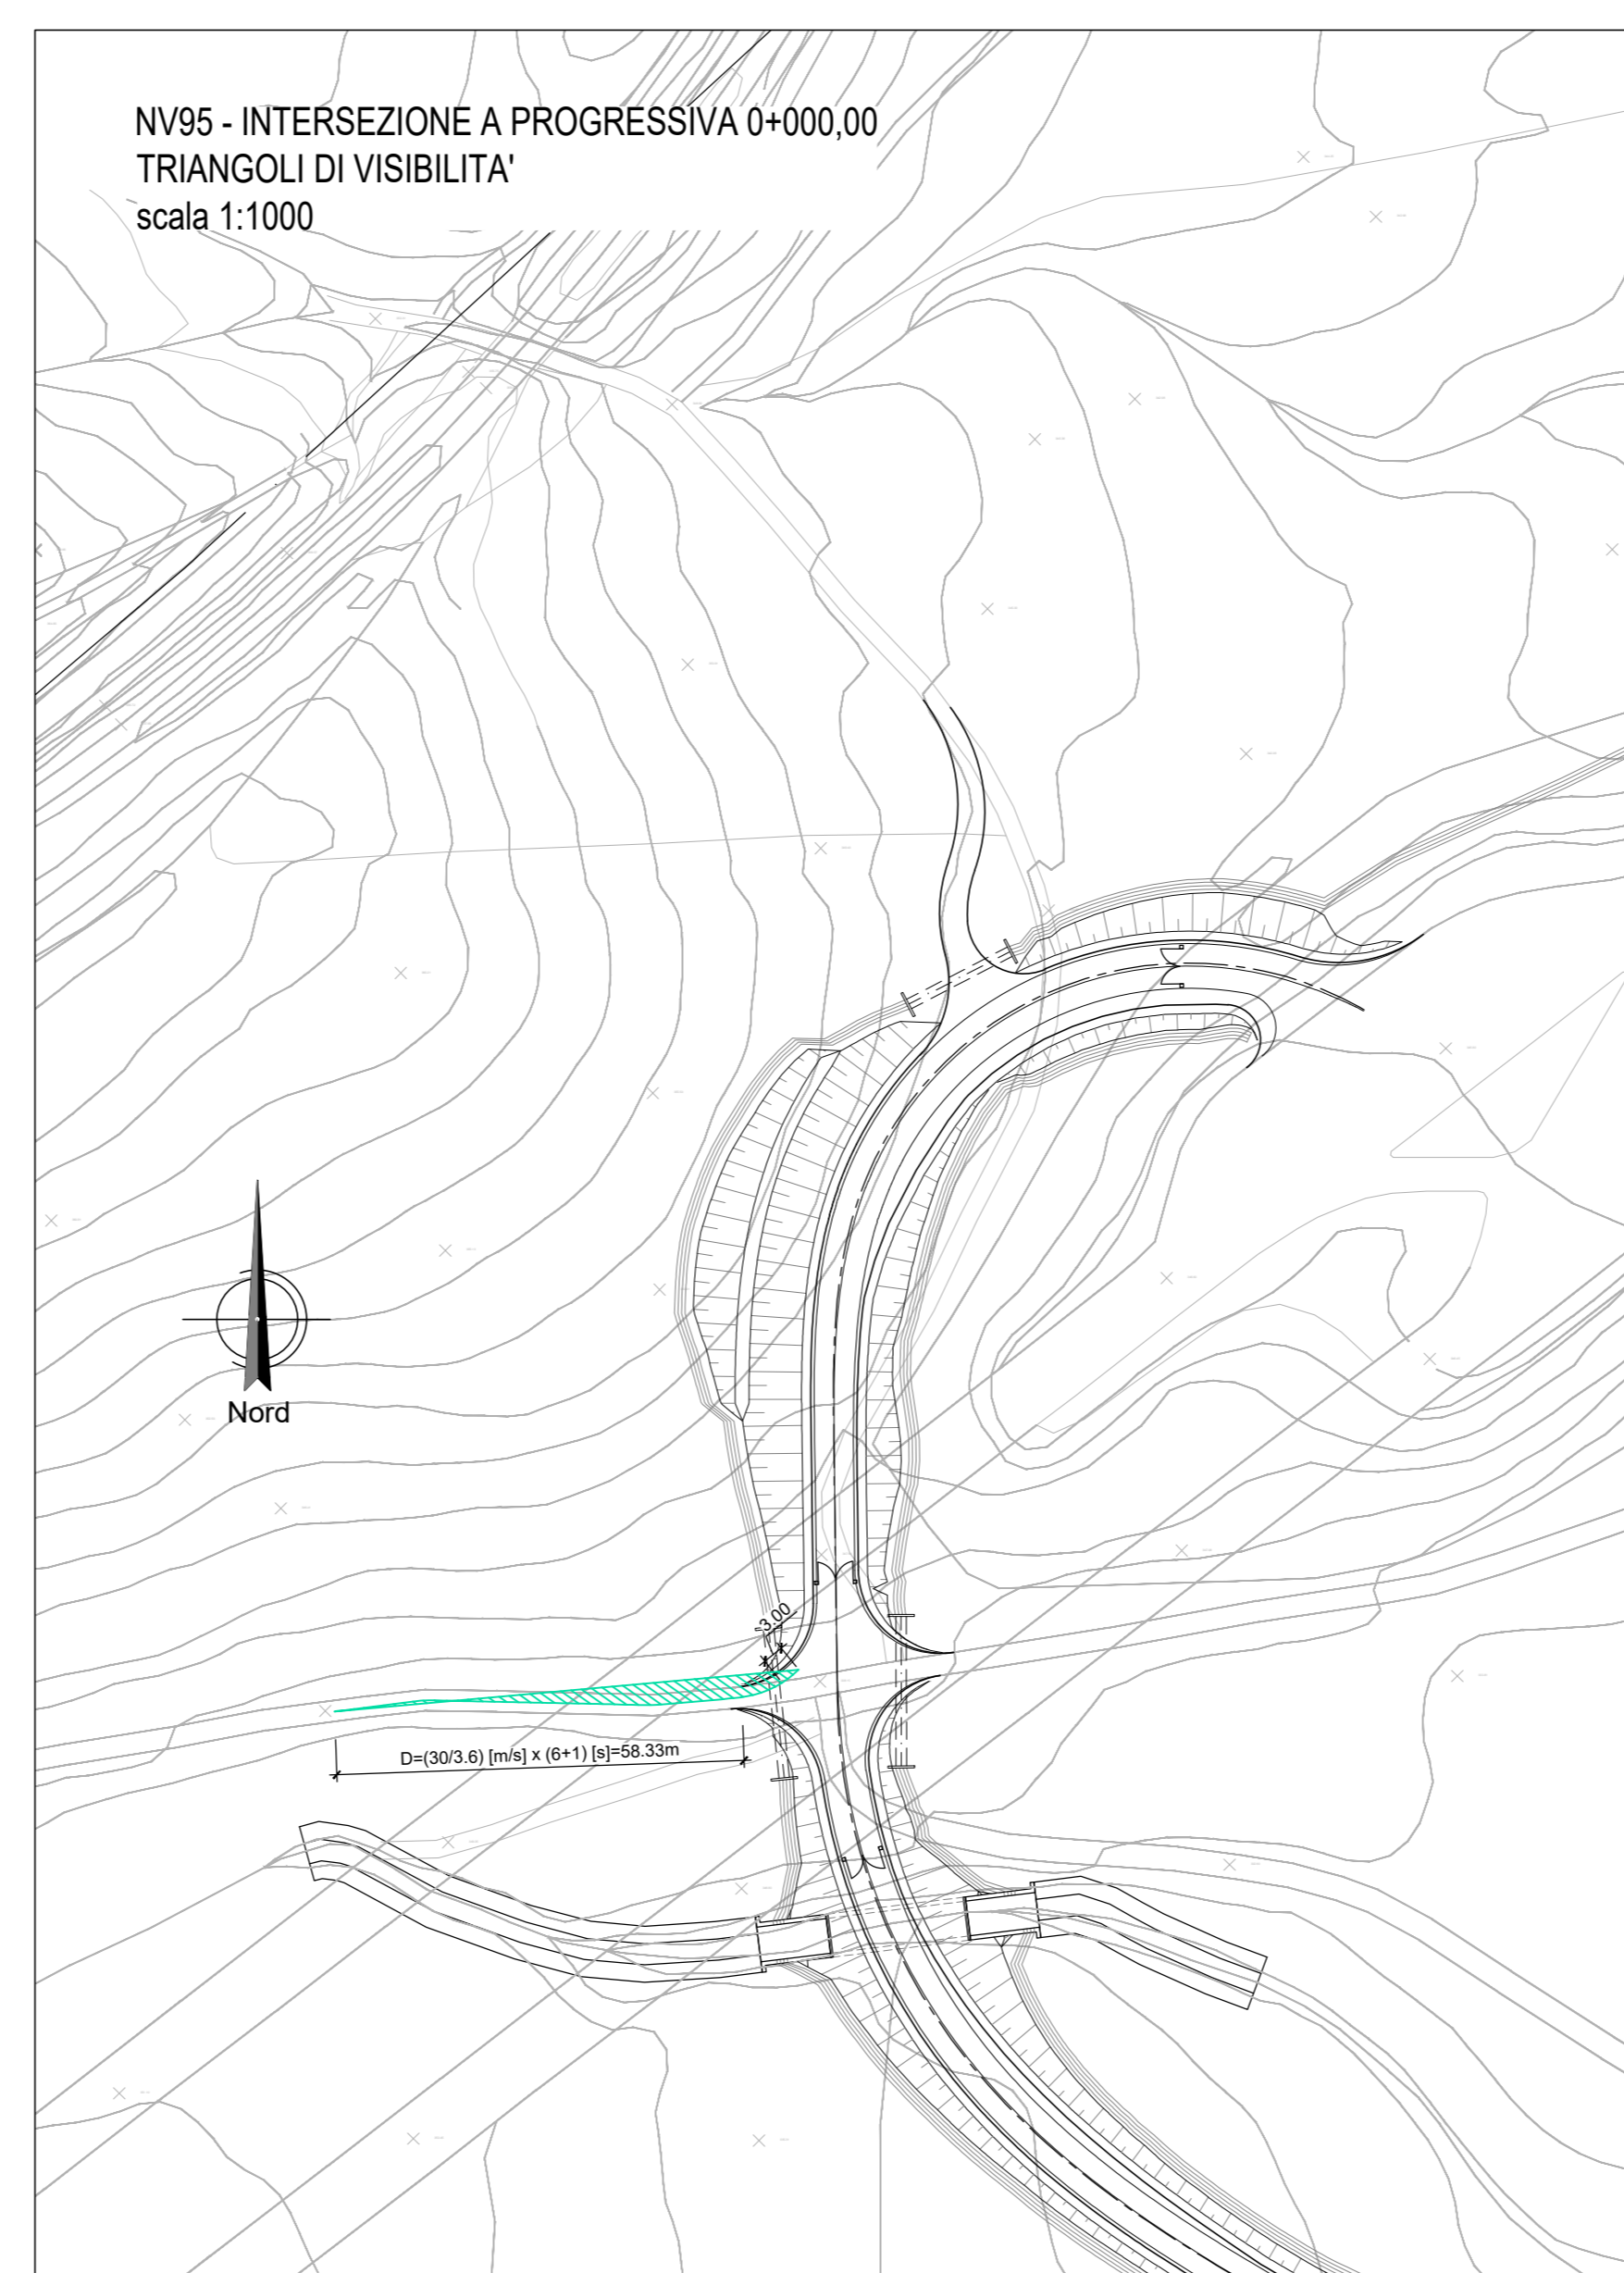 NV95 - INTERSEZIONE A PROGRESSIVA 0+000,00
TRIANGOLI DI VISIBILITA'
scala 1:1000
Nord
3.00
D=(30/3.6) [m/s] x (6+1) [s]=58.33m